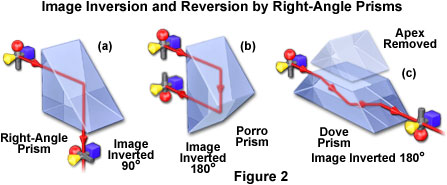 Image Inversion and Reversion by Right-Angle Prisms
(a)
(b)
Apex
Removed
(c)
Right-Angle
Prism
Image
Inverted
90°
Image
Inverted
180°
Porro
Prism
Dove
Prism
Image Inverted 180°
Figure 2